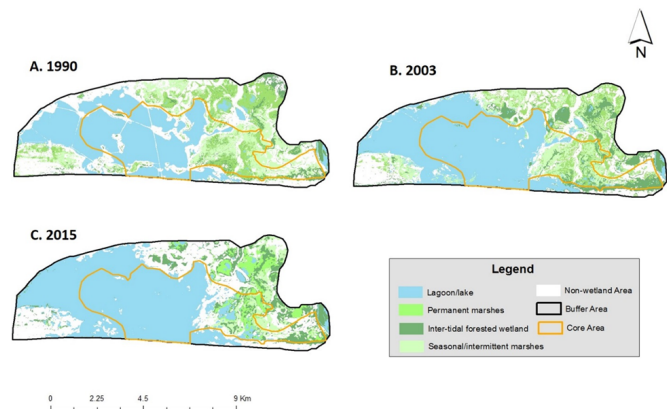 N
A. 1990
B. 2003
C. 2015
Legend
Lagoon/lake
Non-wetland Area
Permanent marshes
Buffer Area
Inter-tidal forested wetland
Core Area
Seasonal/intermittent marshes
0 2.25 4.5 9 Km